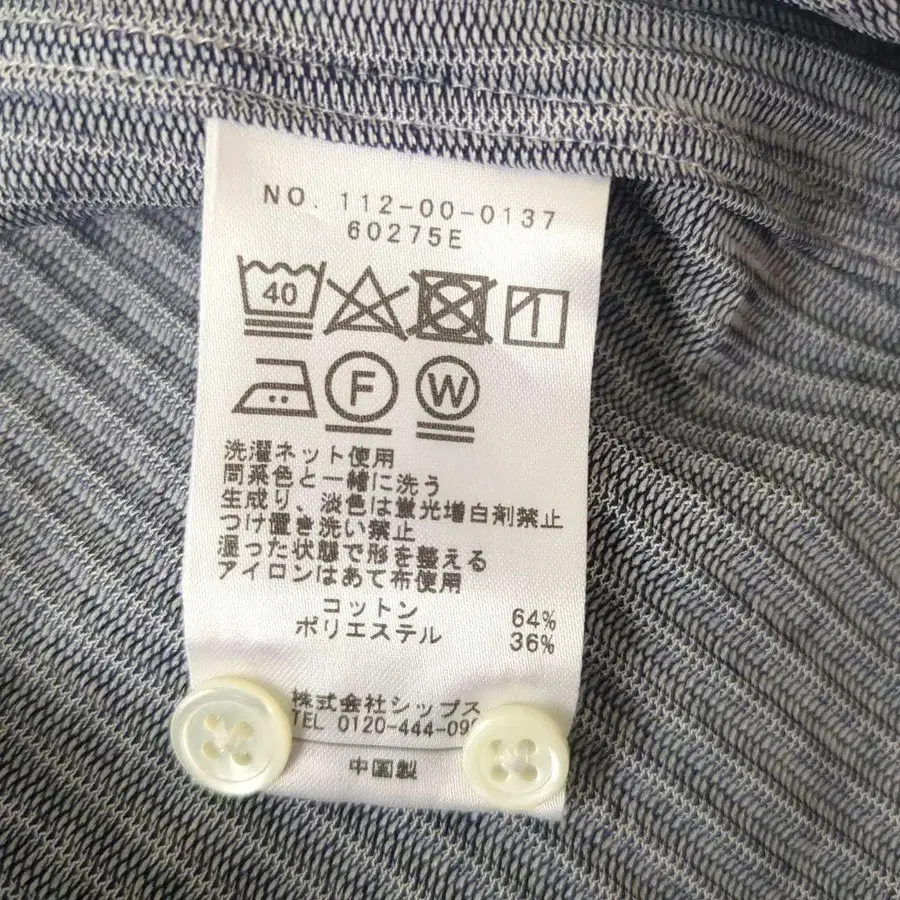 NO. 112-00-0137
60275E
40
F W
洗濯ネット使用
同系色と一緒に洗う
生成り、淡色は蛍光増白剤禁止
つけ置き洗い禁止
湿った状態で形を整える
アイロンはあて布使用
コットン 64%
ポリエステル 36%
株式会社シップス
TEL 0120-444-09
中国製